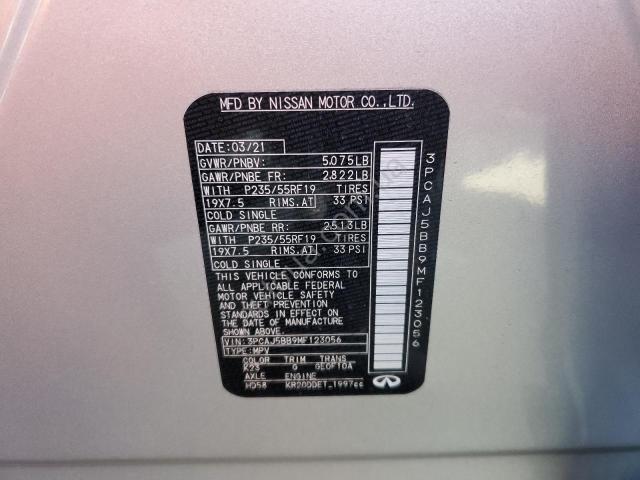 MFD BY NISSAN MOTOR CO.,LTD.
DATE: 03/21
GVWR/PNBV: 5,075LB
GAWR/PNBE FR: 2,822LB
WITH P235/55RF19 TIRES
19X7.5 RIMS.AT 33 PSI
COLD SINGLE
GAWR/PNBE RR: 2,513LB
WITH P235/55RF19 TIRES
19X7.5 RIMS.AT 33 PSI
COLD SINGLE
THIS VEHICLE CONFORMS TO
ALL APPLICABLE FEDERAL
MOTOR VEHICLE SAFETY
AND THEFT PREVENTION
STANDARDS IN EFFECT ON
THE DATE OF MANUFACTURE
SHOWN ABOVE.
VIN: 3PCAJ5BB9MF123056
TYPE: MPV
COLOR TRIM TRANS
K23 G GE0F10A
AXLE ENGINE
HD58 KR20DDET 1997cc
3PCAJ5BB9MF123056